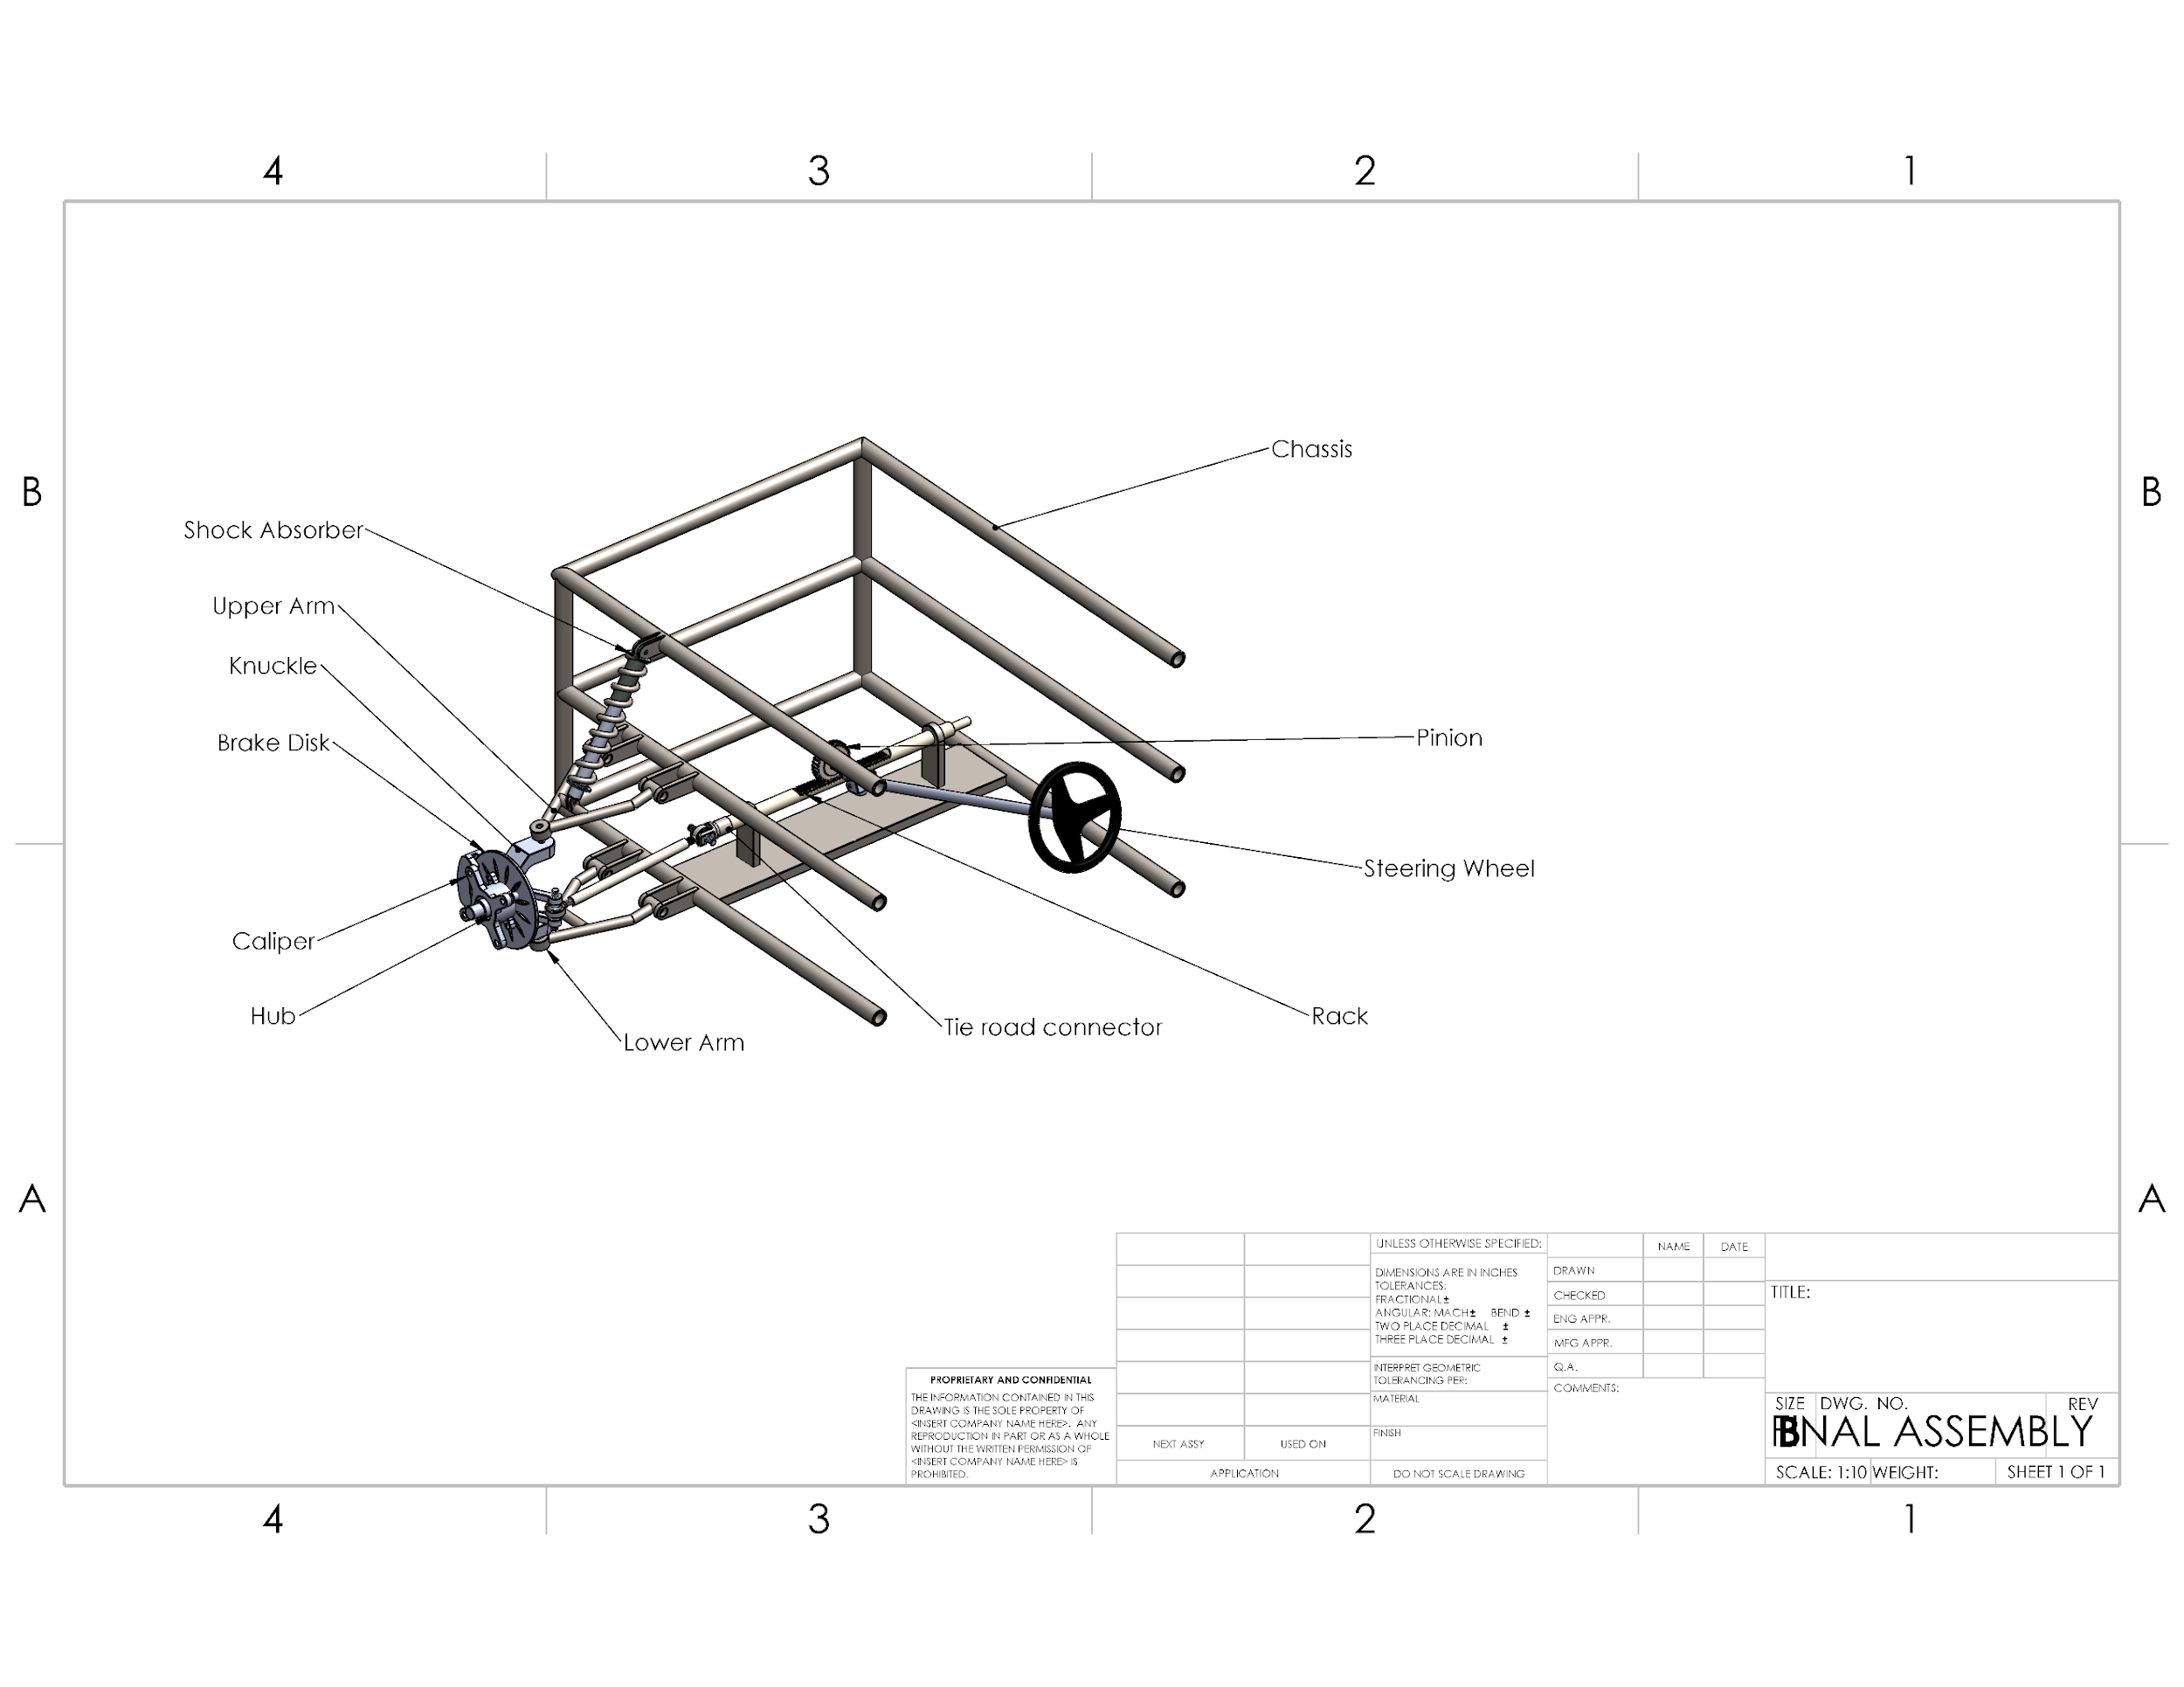 4 3 2 1
B B
Chassis
Shock Absorber
Upper Arm
Knuckle
Brake Disk
Pinion
Steering Wheel
Caliper
Hub
Rack
Tie road connector
Lower Arm
A A
UNLESS OTHERWISE SPECIFIED:
DIMENSIONS ARE IN INCHES
TOLERANCES:
FRACTIONAL±
ANGULAR: MACH± BEND ±
TWO PLACE DECIMAL ±
THREE PLACE DECIMAL ±
INTERPRET GEOMETRIC
TOLERANCING PER:
MATERIAL
FINISH
DO NOT SCALE DRAWING
NAME DATE
DRAWN
CHECKED
ENG APPR.
MFG APPR.
Q.A.
COMMENTS:
TITLE:
SIZE DWG. NO. REV
B FINAL ASSEMBLY
SCALE: 1:10 WEIGHT: SHEET 1 OF 1
PROPRIETARY AND CONFIDENTIAL
THE INFORMATION CONTAINED IN THIS
DRAWING IS THE SOLE PROPERTY OF
<INSERT COMPANY NAME HERE>. ANY
REPRODUCTION IN PART OR AS A WHOLE
WITHOUT THE WRITTEN PERMISSION OF
<INSERT COMPANY NAME HERE> IS
PROHIBITED.
NEXT ASSY USED ON
APPLICATION
4 3 2 1